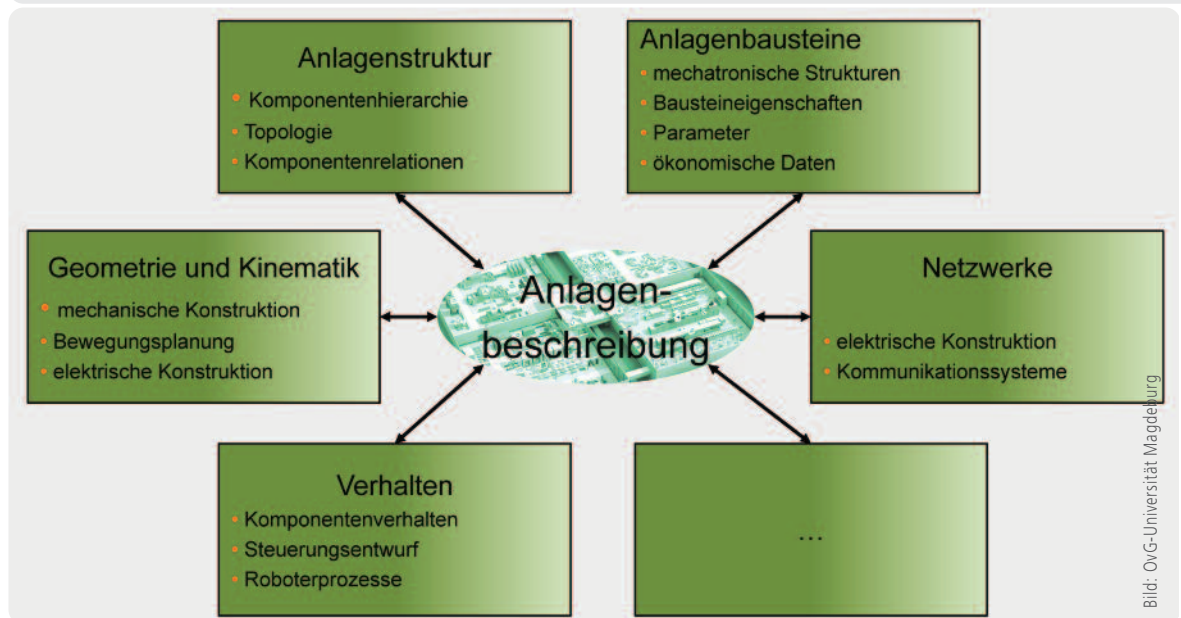 Anlagenstruktur
• Komponentenhierarchie
• Topologie
• Komponentenrelationen
Anlagenbausteine
• mechatronische Strukturen
• Bausteineigenschaften
• Parameter
• ökonomische Daten
Geometrie und Kinematik
• mechanische Konstruktion
• Bewegungsplanung
• elektrische Konstruktion
Anlagen-
beschreibung
Netzwerke
• elektrische Konstruktion
• Kommunikationssysteme
Verhalten
• Komponentenverhalten
• Steuerungsentwurf
• Roboterprozesse
...
Bild: OvG-Universität Magdeburg